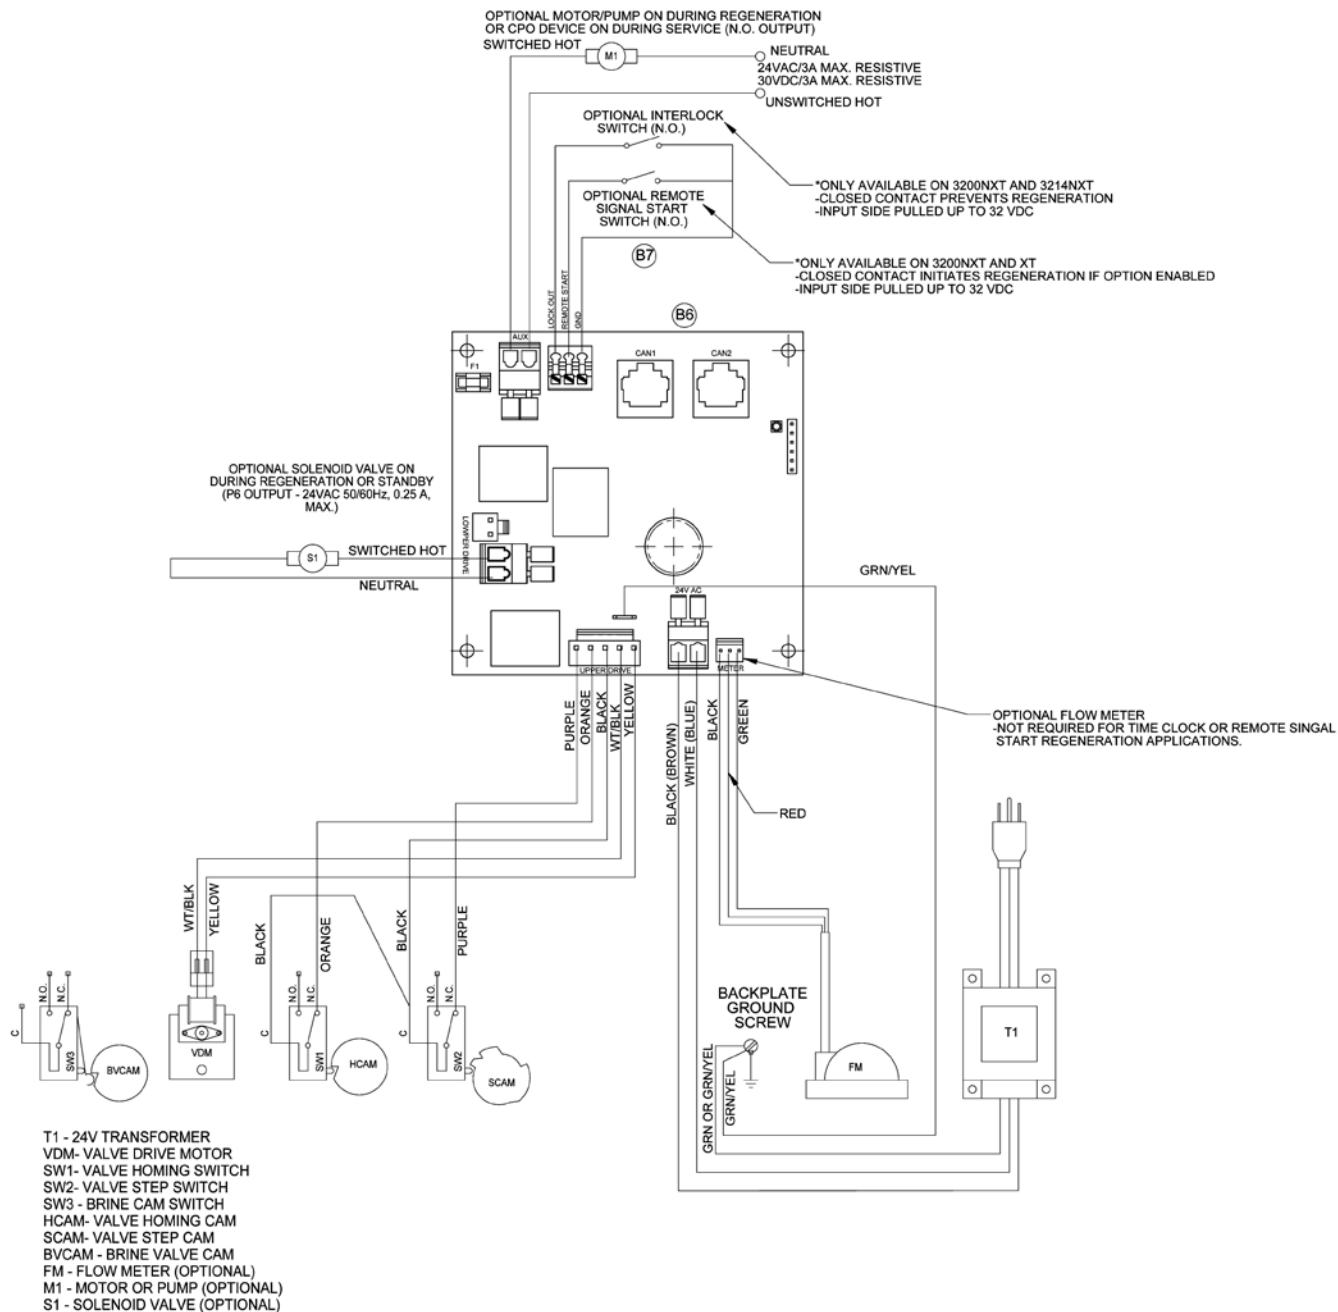 OPTIONAL MOTOR/PUMP ON DURING REGENERATION
OR CPO DEVICE ON DURING SERVICE (N.O. OUTPUT)
SWITCHED HOT
M1
NEUTRAL
24VAC/3A MAX. RESISTIVE
30VDC/3A MAX. RESISTIVE
UNSWITCHED HOT
OPTIONAL INTERLOCK
SWITCH (N.O.)
*ONLY AVAILABLE ON 3200NXT AND 3214NXT
-CLOSED CONTACT PREVENTS REGENERATION
-INPUT SIDE PULLED UP TO 32 VDC
OPTIONAL REMOTE
SIGNAL START
SWITCH (N.O.)
B7
*ONLY AVAILABLE ON 3200NXT AND XT
-CLOSED CONTACT INITIATES REGENERATION IF OPTION ENABLED
-INPUT SIDE PULLED UP TO 32 VDC
LOCK OUT
REMOTE START
GND
B6
AUX
F1
CAN1
CAN2
OPTIONAL SOLENOID VALVE ON
DURING REGENERATION OR STANDBY
(P6 OUTPUT - 24VAC 50/60Hz, 0.25 A,
MAX.)
LOWPER DRIVE
S1
SWITCHED HOT
NEUTRAL
GRN/YEL
24V AC
UPPER DRIVE
METER
PURPLE
ORANGE
BLACK
WT/BLK
YELLOW
BLACK (BROWN)
WHITE (BLUE)
BLACK
GREEN
RED
OPTIONAL FLOW METER
-NOT REQUIRED FOR TIME CLOCK OR REMOTE SINGAL
START REGENERATION APPLICATIONS.
WT/BLK
YELLOW
BLACK
ORANGE
BLACK
PURPLE
C
N.O.
N.C.
SW3
BVCAM
VDM
C
N.O.
N.C.
SW1
HCAM
C
N.O.
N.C.
SW2
SCAM
BACKPLATE
GROUND
SCREW
GRN OR GRN/YEL
GRN/YEL
FM
T1
T1 - 24V TRANSFORMER
VDM- VALVE DRIVE MOTOR
SW1- VALVE HOMING SWITCH
SW2- VALVE STEP SWITCH
SW3 - BRINE CAM SWITCH
HCAM- VALVE HOMING CAM
SCAM- VALVE STEP CAM
BVCAM - BRINE VALVE CAM
FM - FLOW METER (OPTIONAL)
M1 - MOTOR OR PUMP (OPTIONAL)
S1 - SOLENOID VALVE (OPTIONAL)